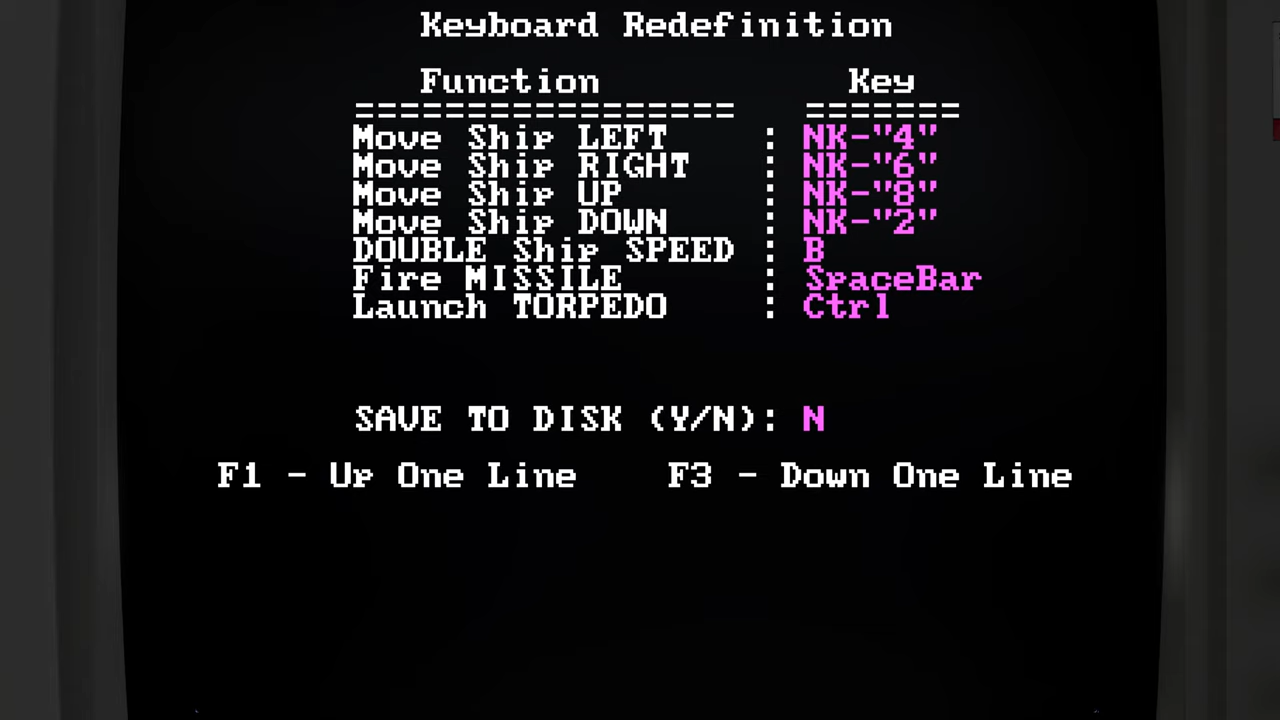 Keyboard Redefinition
Function Key
================= =======
Move Ship LEFT : NK-"4"
Move Ship RIGHT : NK-"6"
Move Ship UP : NK-"8"
Move Ship DOWN : NK-"2"
DOUBLE Ship SPEED : B
Fire MISSILE : SpaceBar
Launch TORPEDO : Ctrl
SAVE TO DISK (Y/N): N
F1 - Up One Line F3 - Down One Line